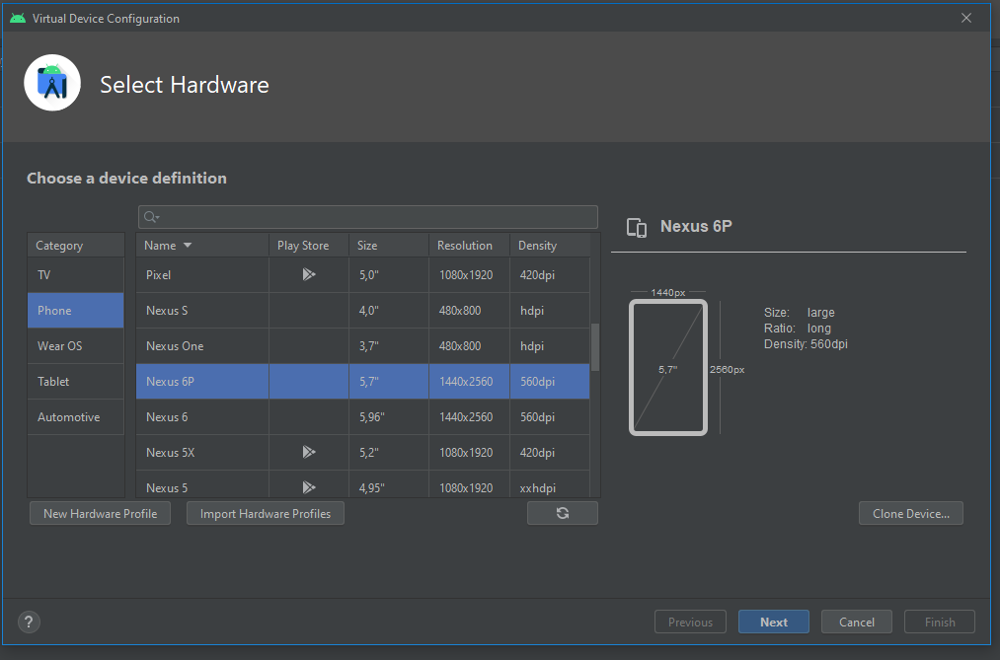 Virtual Device Configuration
Select Hardware
Choose a device definition
Category
TV
Phone
Wear OS
Tablet
Automotive
Name Play Store Size Resolution Density
Pixel 5,0" 1080x1920 420dpi
Nexus S 4,0" 480x800 hdpi
Nexus One 3,7" 480x800 hdpi
Nexus 6P 5,7" 1440x2560 560dpi
Nexus 6 5,96" 1440x2560 560dpi
Nexus 5X 5,2" 1080x1920 420dpi
Nexus 5 4,95" 1080x1920 xxhdpi
New Hardware Profile Import Hardware Profiles
Nexus 6P
1440px
5,7"
2560px
Size: large
Ratio: long
Density: 560dpi
Clone Device...
? Previous Next Cancel Finish